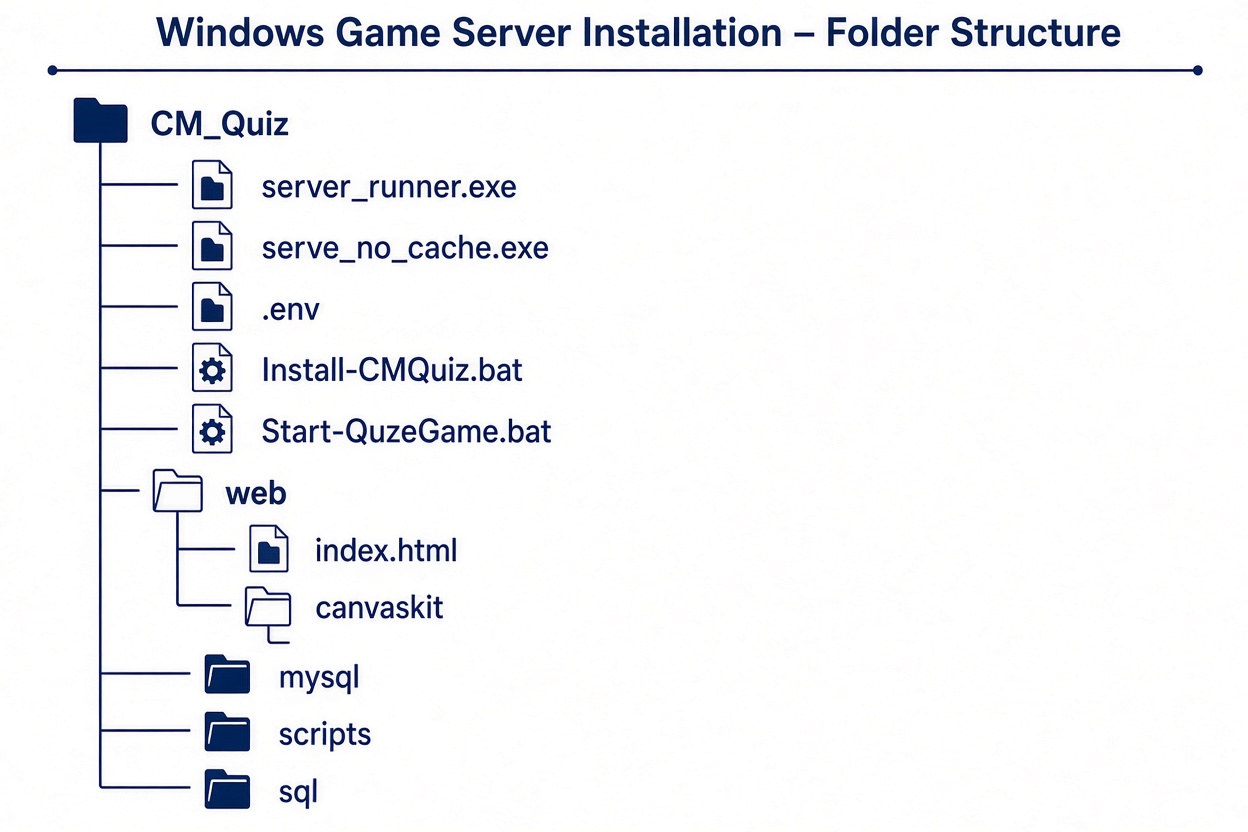 Windows Game Server Installation – Folder Structure
CM_Quiz
server_runner.exe
serve_no_cache.exe
.env
Install-CMQuiz.bat
Start-QuzeGame.bat
web
index.html
canvaskit
mysql
scripts
sql